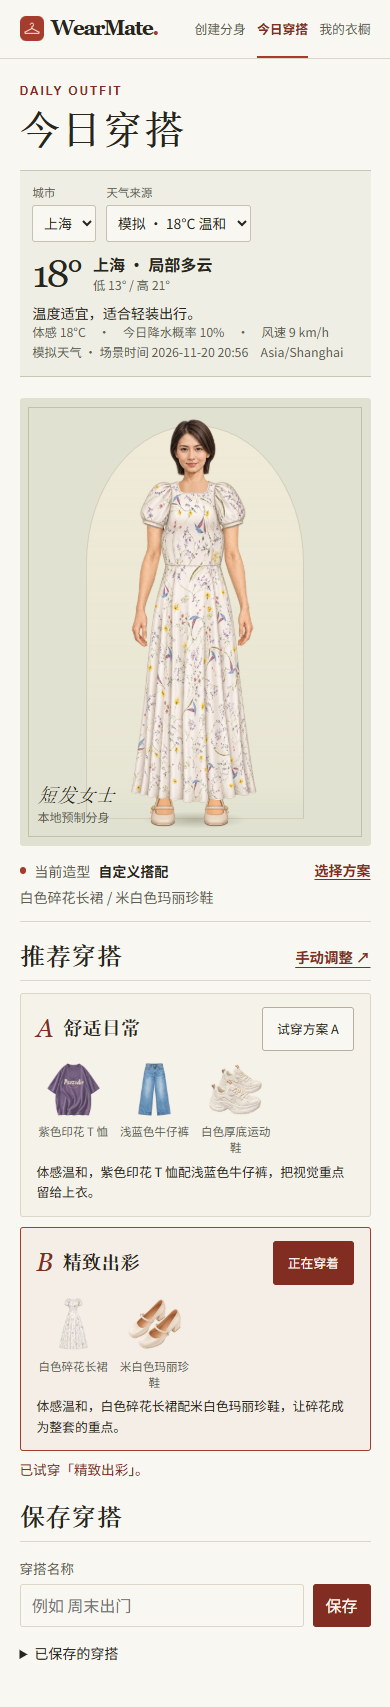 WearMate.
创建分身 今日穿搭 我的衣橱
DAILY OUTFIT
今日穿搭
城市 天气来源
上海 模拟 · 18°C 温和
18° 上海 · 局部多云
低 13° / 高 21°
温度适宜，适合轻装出行。
体感 18°C · 今日降水概率 10% · 风速 9 km/h
模拟天气 · 场景时间 2026-11-20 20:56 Asia/Shanghai
短发女士
本地预制分身
当前造型 自定义搭配 选择方案
白色碎花长裙 / 米白色玛丽珍鞋
推荐穿搭 手动调整 ↗
A 舒适日常 试穿方案 A
紫色印花 T 恤 浅蓝色牛仔裤 白色厚底运动
鞋
体感温和，紫色印花 T 恤配浅蓝色牛仔裤，把视觉重点
留给上衣。
B 精致出彩 正在穿着
白色碎花长裙 米白色玛丽珍
鞋
体感温和，白色碎花长裙配米白色玛丽珍鞋，让碎花成
为整套的重点。
已试穿「精致出彩」。
保存穿搭
穿搭名称
例如 周末出门 保存
▶ 已保存的穿搭